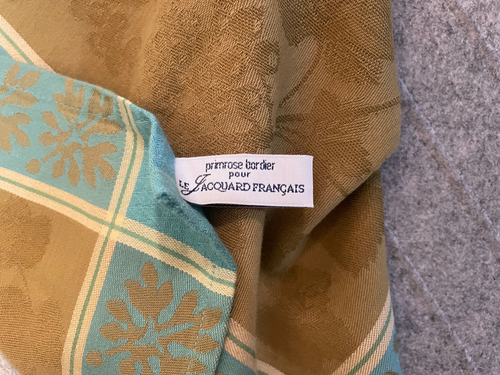 primrose bordier
pour
LE JACQUARD FRANÇAIS